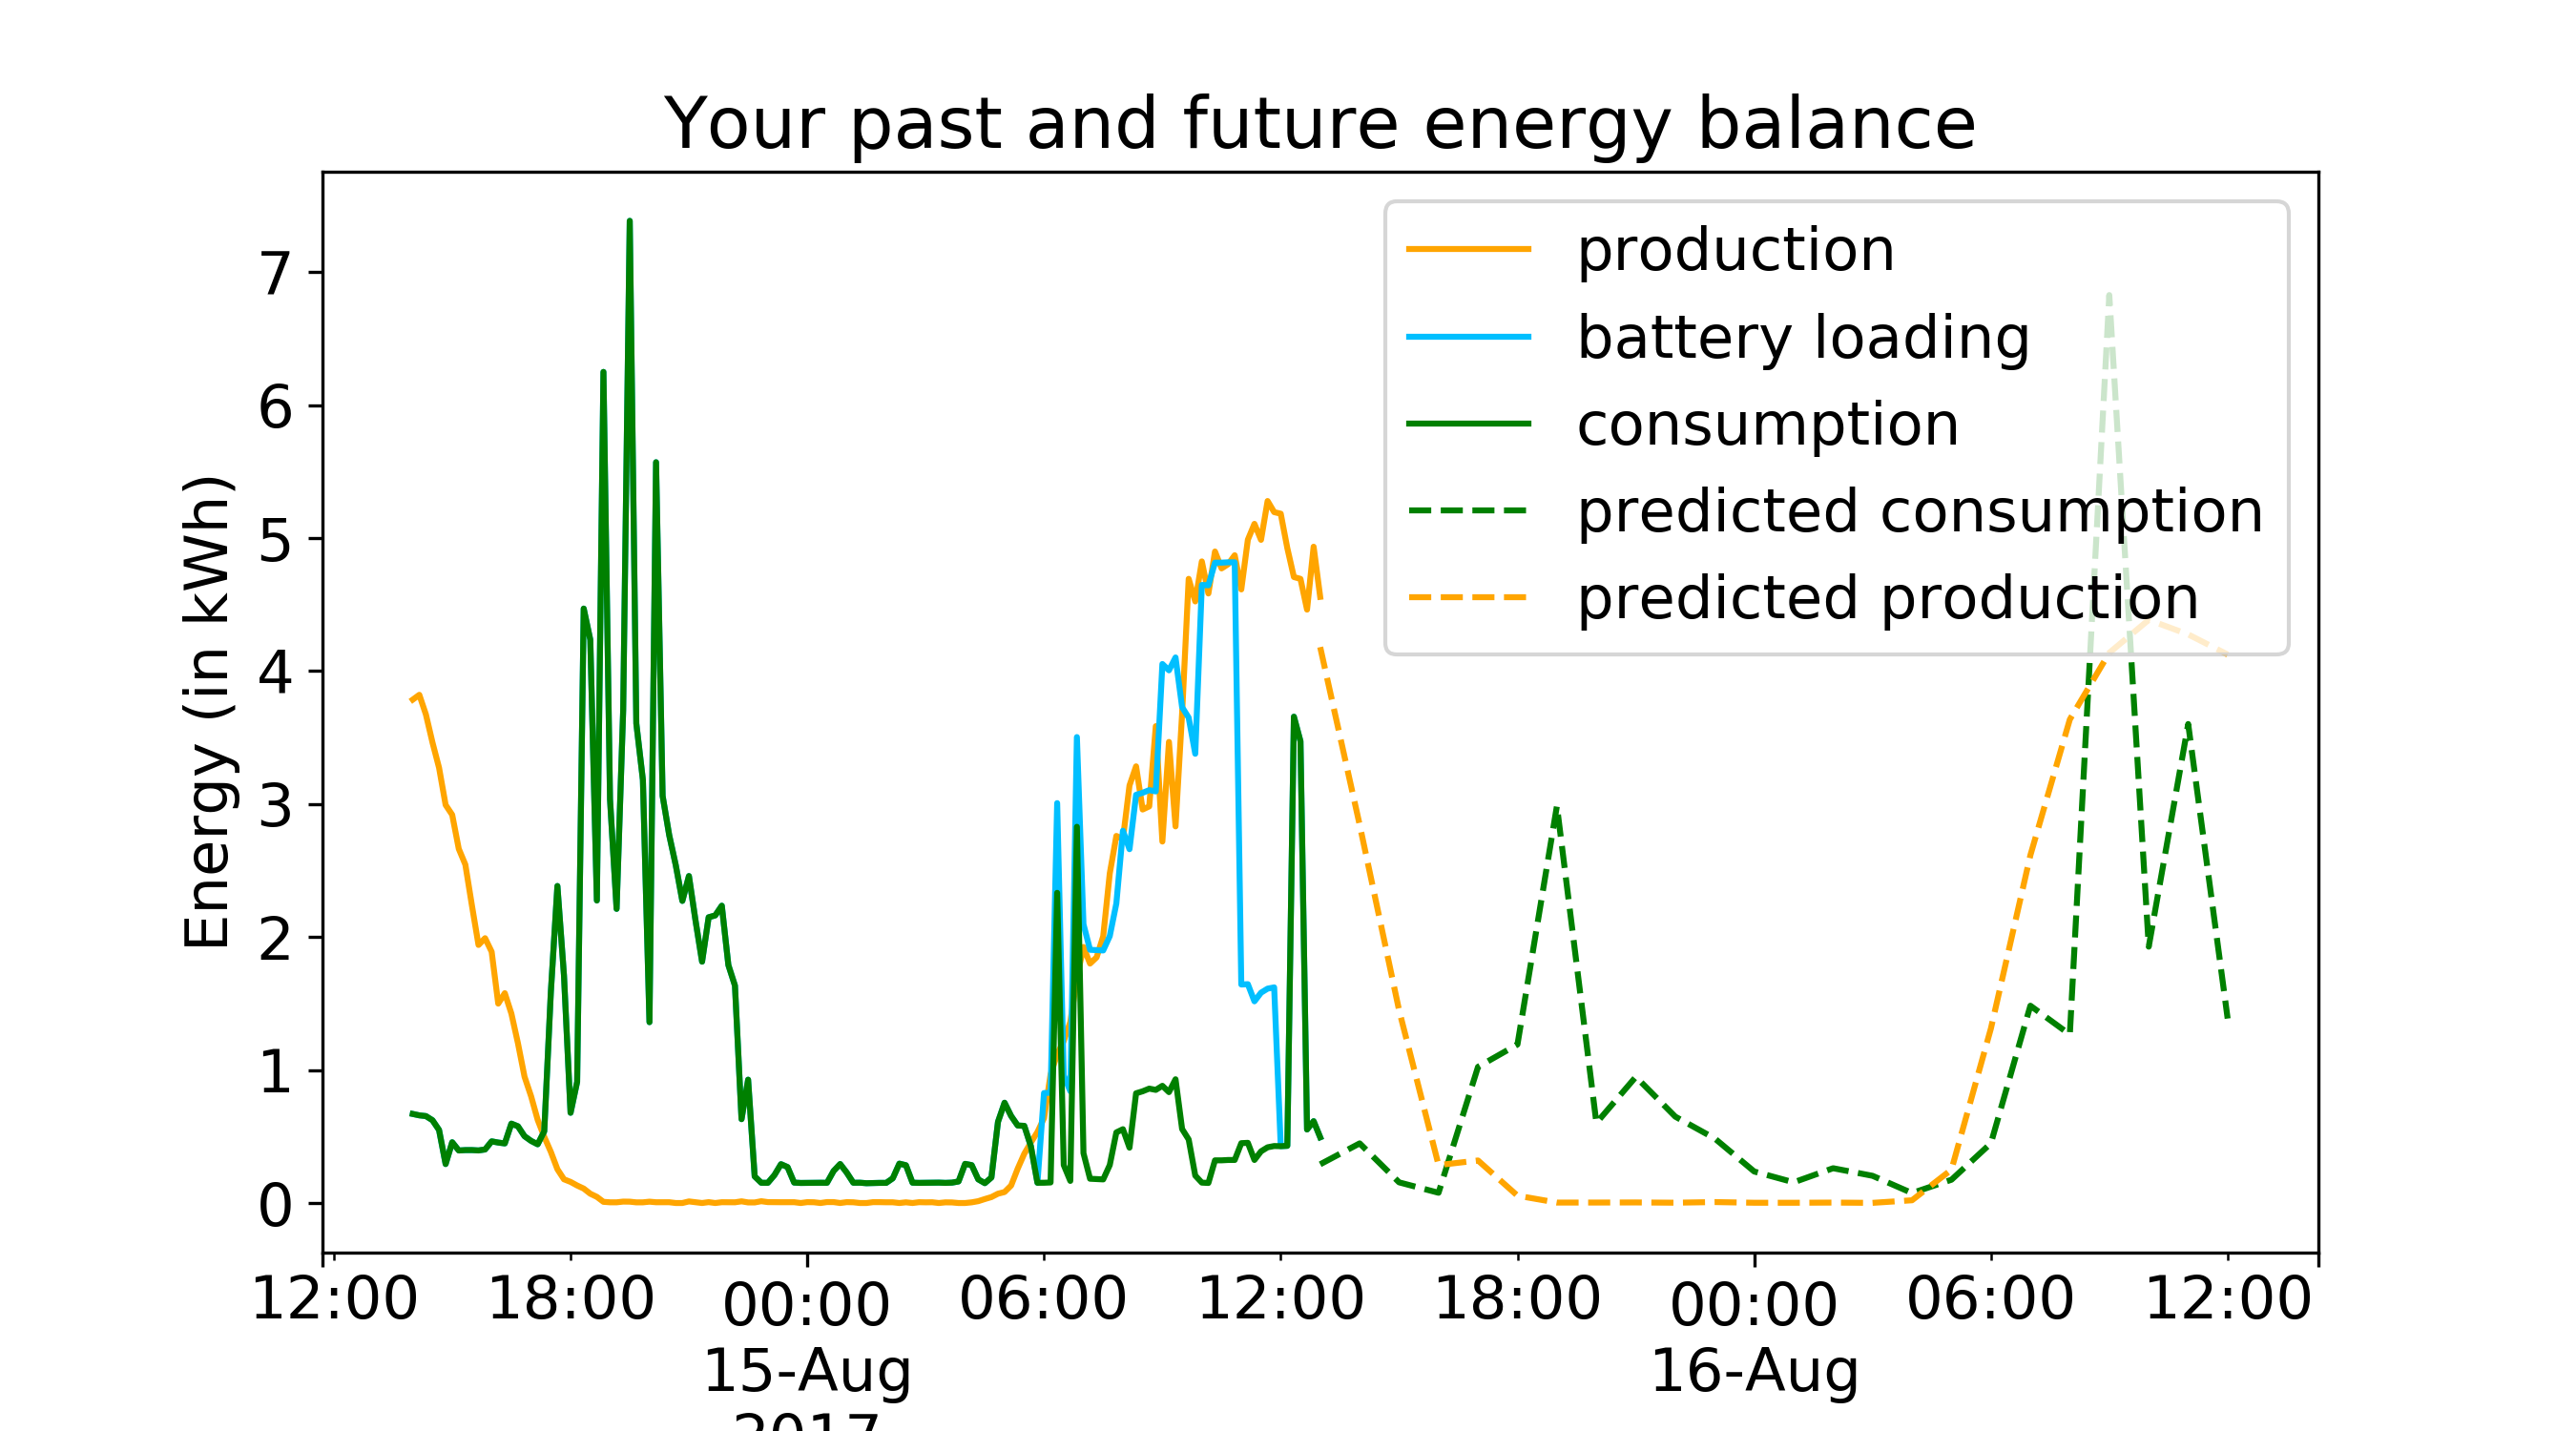 Your past and future energy balance
production
battery loading
consumption
predicted consumption
predicted production
Energy (in kWh)
7
6
5
4
3
2
1
0
12:00 18:00 00:00 06:00 12:00 18:00 00:00 06:00 12:00
15-Aug 16-Aug
2017